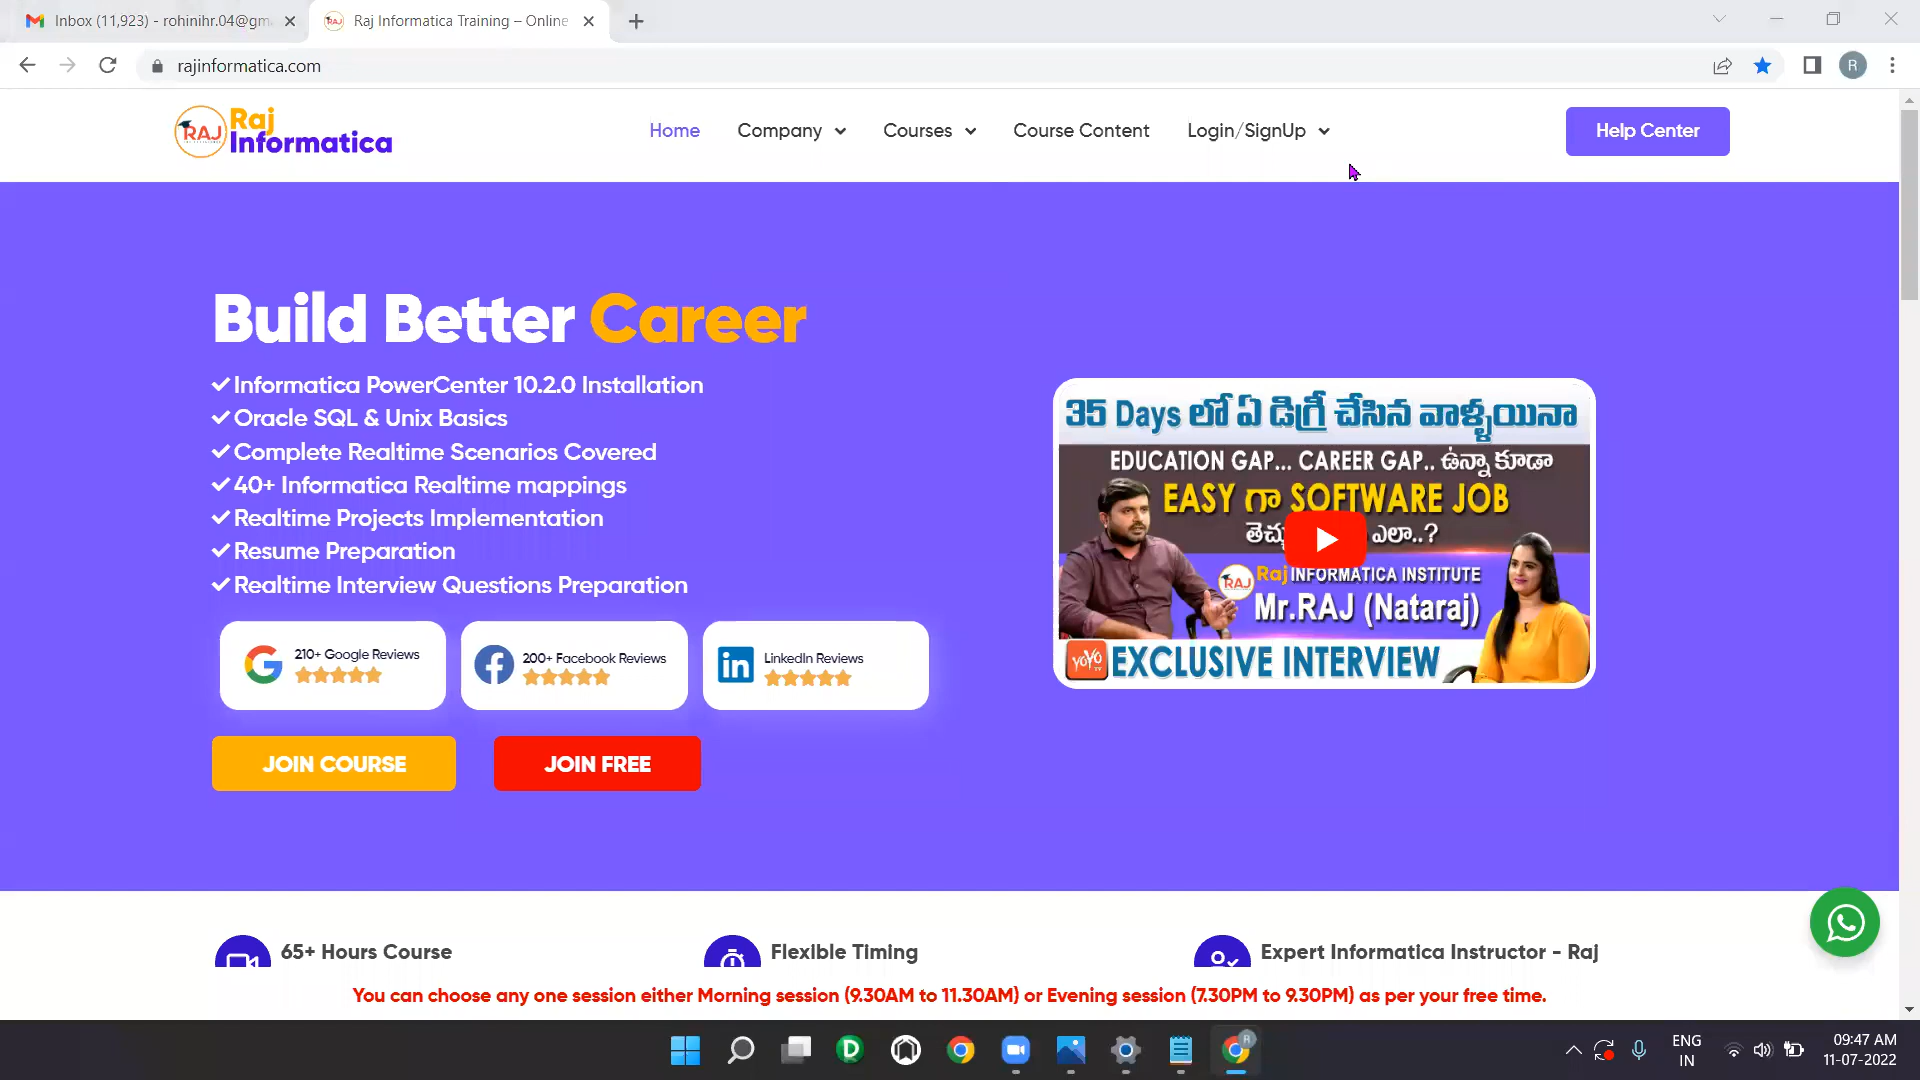 Inbox (11,923) - rohinihr.04@gm
Raj Informatica Training – Online
rajinformatica.com
R
RAJ
Raj
Informatica
Home
Company
Courses
Course Content
Login/SignUp
Help Center
Build Better Career
Informatica PowerCenter 10.2.0 Installation
Oracle SQL & Unix Basics
Complete Realtime Scenarios Covered
40+ Informatica Realtime mappings
Realtime Projects Implementation
Resume Preparation
Realtime Interview Questions Preparation
210+ Google Reviews
200+ Facebook Reviews
LinkedIn Reviews
JOIN COURSE
JOIN FREE
35 Days లో ఏ డిగ్రీ చేసిన వాళ్ళయినా
EDUCATION GAP... CAREER GAP.. ఉన్నా కూడా
EASY గా SOFTWARE JOB
ఎలా..?
RAJ
Raj INFORMATICA INSTITUTE
Mr.RAJ (Nataraj)
YOYO
TV
EXCLUSIVE INTERVIEW
65+ Hours Course
Flexible Timing
Expert Informatica Instructor - Raj
You can choose any one session either Morning session (9.30AM to 11.30AM) or Evening session (7.30PM to 9.30PM) as per your free time.
ENG
IN
09:47 AM
11-07-2022